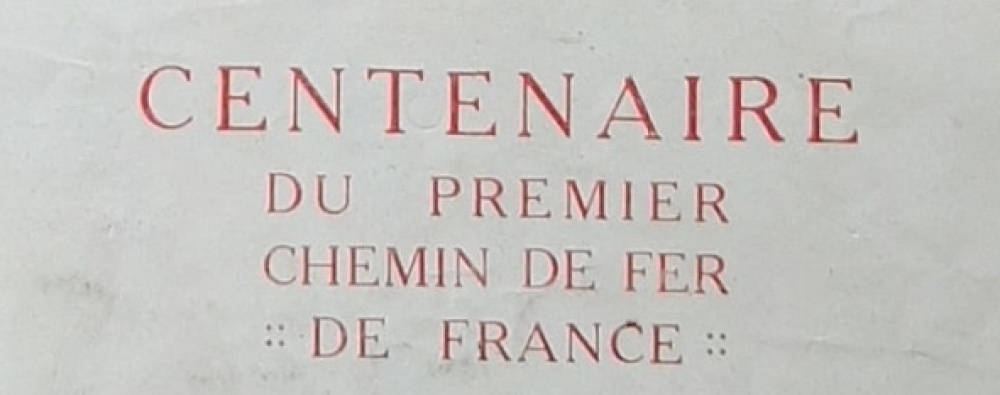 CENTENAIRE
DU PREMIER
CHEMIN DE FER
:: DE FRANCE ::